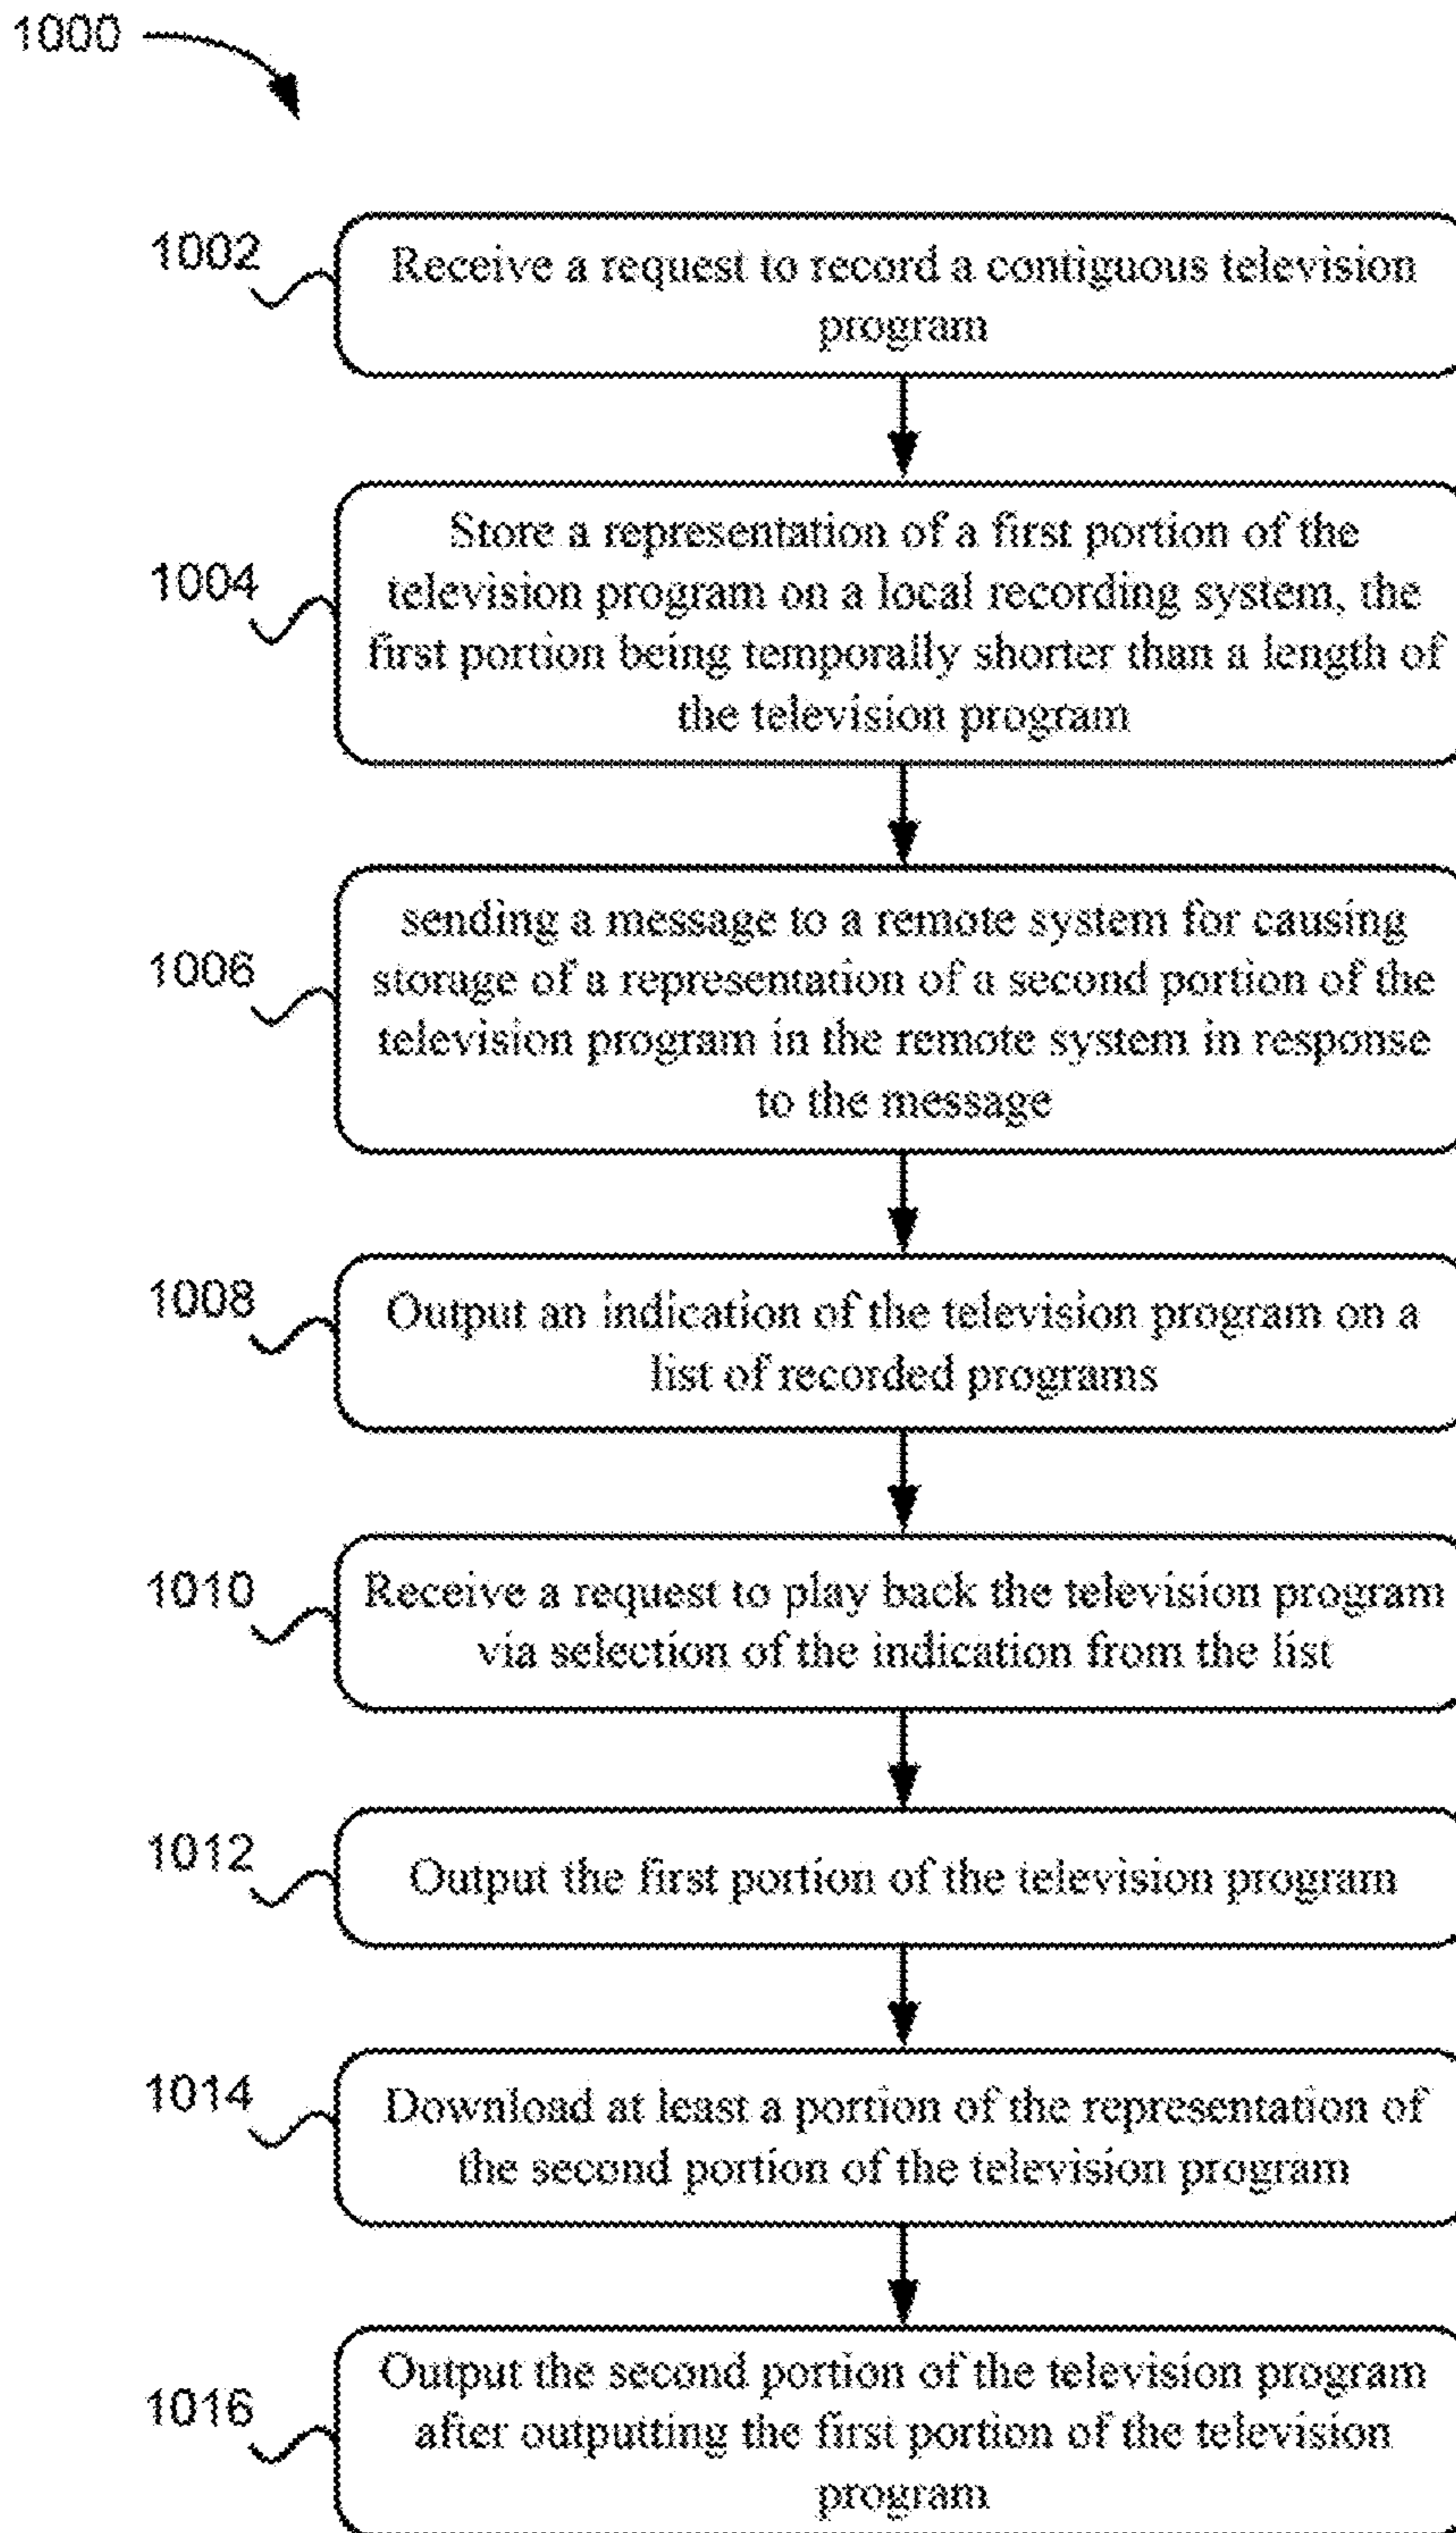 1000
1002
Receive a request to record a contiguous television
program
1004
Store a representation of a first portion of the
television program on a local recording system, the
first portion being temporally shorter than a length of
the television program
1006
sending a message to a remote system for causing
storage of a representation of a second portion of the
television program in the remote system in response
to the message
1008
Output an indication of the television program on a
list of recorded programs
1010
Receive a request to play back the television program
via selection of the indication from the list
1012
Output the first portion of the television program
1014
Download at least a portion of the representation of
the second portion of the television program
1016
Output the second portion of the television program
after outputting the first portion of the television
program